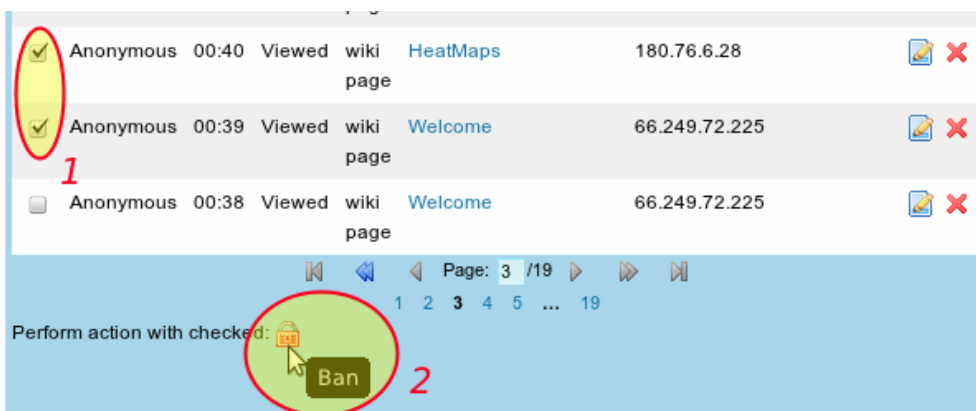 Anonymous 00:40 Viewed wiki page HeatMaps 180.76.6.28
Anonymous 00:39 Viewed wiki page Welcome 66.249.72.225
1
Anonymous 00:38 Viewed wiki page Welcome 66.249.72.225
Page: 3 /19
1 2 3 4 5 ... 19
Perform action with checked:
Ban
2